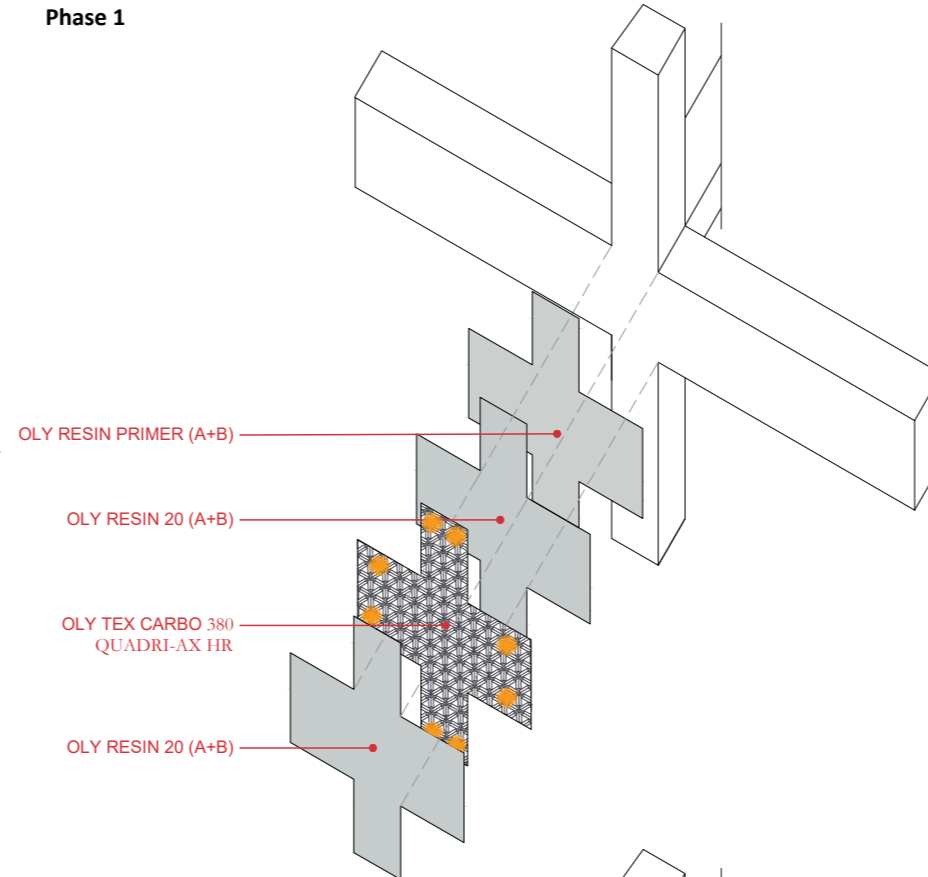 Phase 1
OLY RESIN PRIMER (A+B)
OLY RESIN 20 (A+B)
OLY TEX CARBO 380
QUADRI-AX HR
OLY RESIN 20 (A+B)